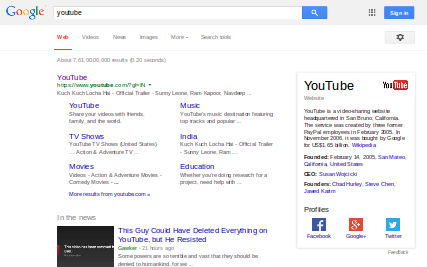 Google
youtube
Sign in
Web Videos News Images More Search tools
About 7,61,00,00,000 results (0.20 seconds)
YouTube
https://www.youtube.com/?gl=IN
Kuch Kuch Locha Hai - Official Trailer - Sunny Leone, Ram Kapoor, Navdeep ...
YouTube
Share your videos with friends,
family, and the world.
Music
YouTube's music destination featuring
top tracks and popular ...
TV Shows
YouTube TV Shows (United States)
... Action & Adventure TV ...
India
Kuch Kuch Locha Hai - Official Trailer
- Sunny Leone, Ram ...
Movies
Videos - Action & Adventure Movies -
Comedy Movies - ...
Education
Whether you're doing research for a
project, need help with ...
More results from youtube.com »
In the news
This Guy Could Have Deleted Everything on
YouTube, but He Resisted
Gawker - 21 hours ago
Some powers are so terrible and vast that they should be
denied to humankind, for we ...
YouTube
Website
YouTube
YouTube is a video-sharing website
headquartered in San Bruno, California.
The service was created by three former
PayPal employees in February 2005. In
November 2006, it was bought by Google
for US$1.65 billion. Wikipedia
Founded: February 14, 2005, San Mateo,
California, United States
CEO: Susan Wojcicki
Founders: Chad Hurley, Steve Chen,
Jawed Karim
Profiles
Facebook Google+ Twitter
Feedback